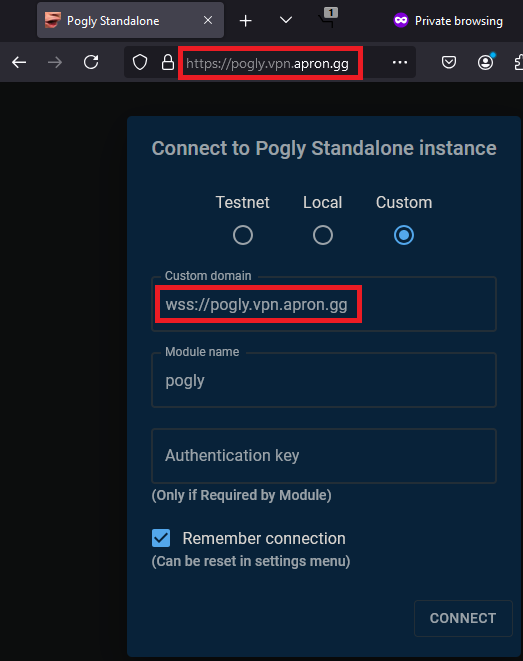 Pogly Standalone
1
Private browsing
https://pogly.vpn.apron.gg
Connect to Pogly Standalone instance
Testnet Local Custom
Custom domain
wss://pogly.vpn.apron.gg
Module name
pogly
Authentication key
(Only if Required by Module)
Remember connection
(Can be reset in settings menu)
CONNECT